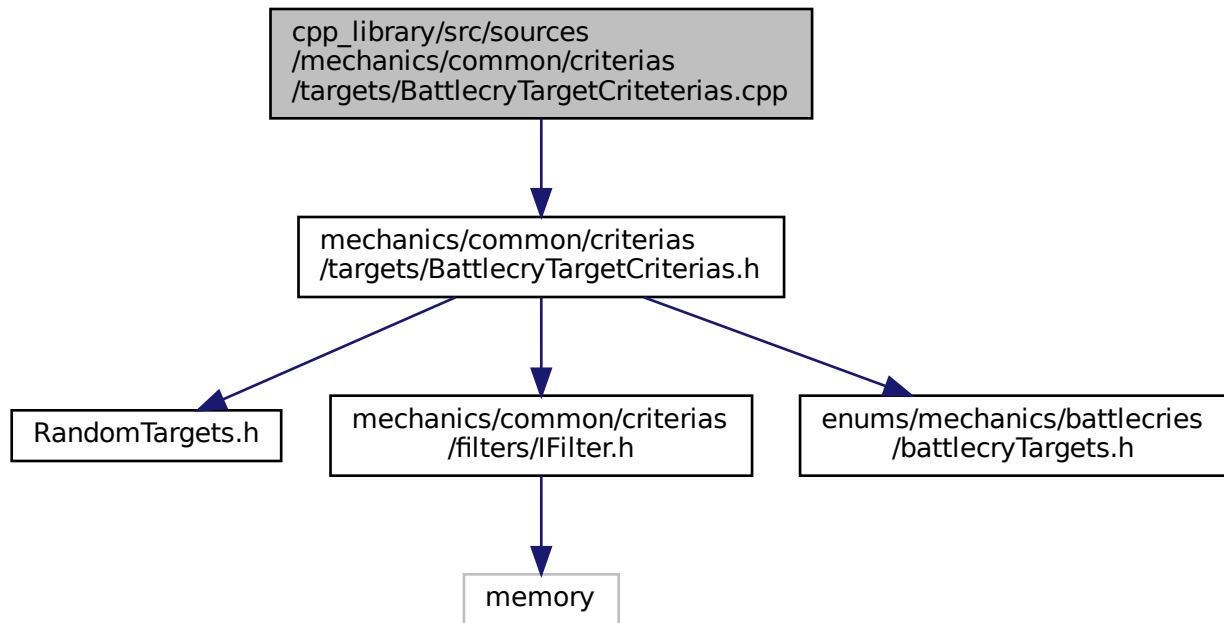 cpp_library/src/sources
/mechanics/common/criterias
/targets/BattlecryTargetCriteterias.cpp
mechanics/common/criterias
/targets/BattlecryTargetCriterias.h
RandomTargets.h
mechanics/common/criterias
/filters/IFilter.h
enums/mechanics/battlecries
/battlecryTargets.h
memory